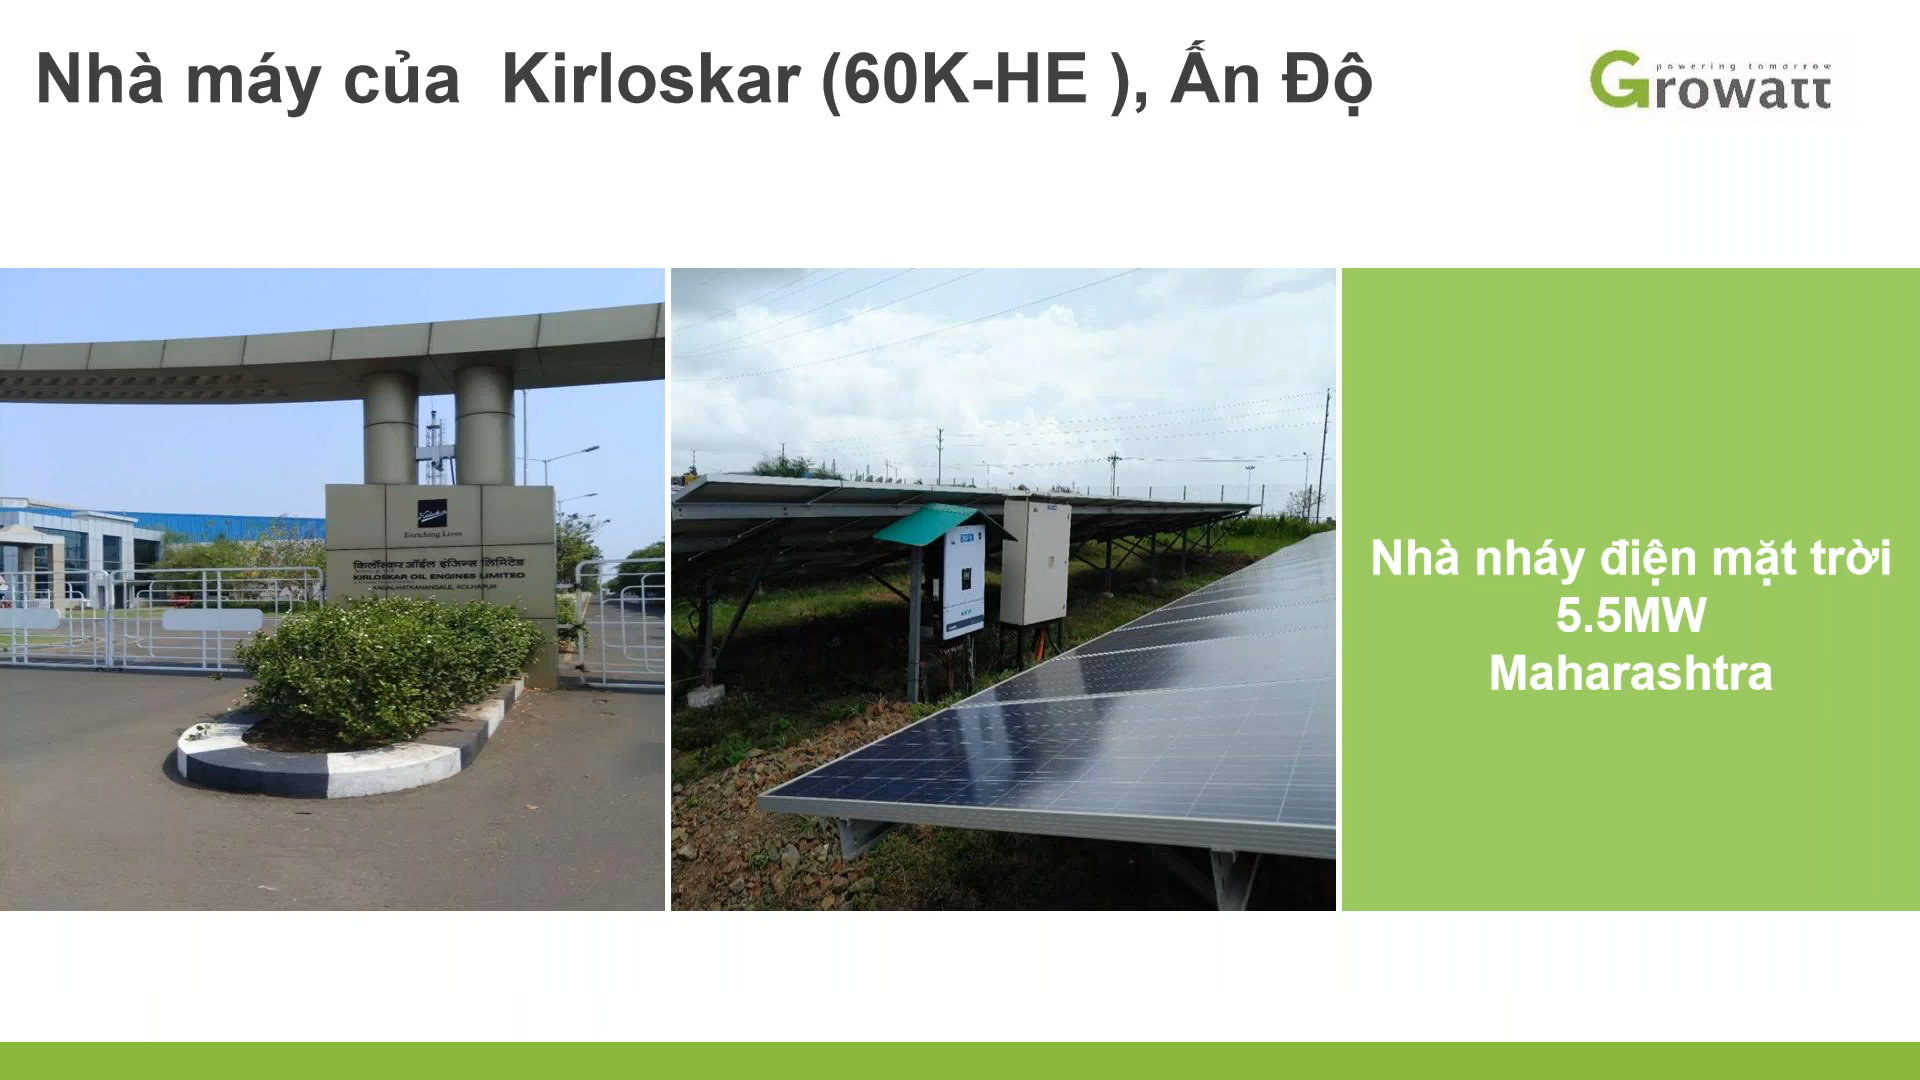 Nhà máy của  Kirloskar (60K-HE ), Ấn Độ
powering tomorrow
Growatt
Kirloskar
Enriching Lives
किर्लोस्कर ऑईल इंजिन्स लिमिटेड
KIRLOSKAR OIL ENGINES LIMITED
KAGAL-HATKANANGALE, KOLHAPUR
Nhà nháy điện mặt trời
5.5MW
Maharashtra